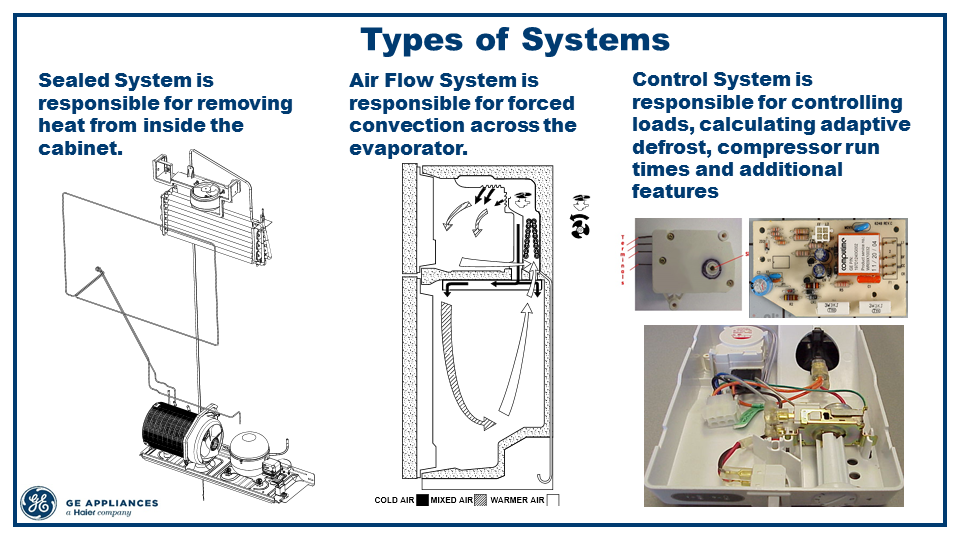 Types of Systems
Sealed System is
responsible for removing
heat from inside the
cabinet.
Air Flow System is
responsible for forced
convection across the
evaporator.
Control System is
responsible for controlling
loads, calculating adaptive
defrost, compressor run
times and additional
features
COLD AIR MIXED AIR WARMER AIR
GE APPLIANCES
a Haier company